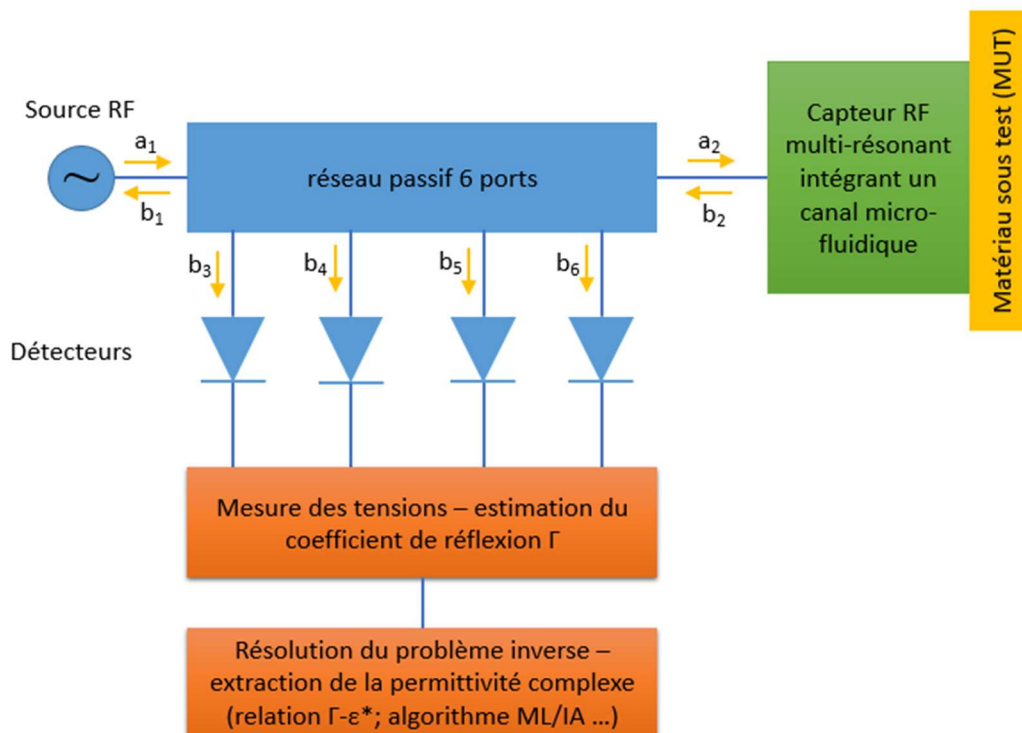 Source RF
a₁
b₁
réseau passif 6 ports
a₂
b₂
Capteur RF
multi-résonant
intégrant un
canal micro-
fluidique
Matériau sous test (MUT)
b₃
b₄
b₅
b₆
Détecteurs
Mesure des tensions – estimation du
coefficient de réflexion Γ
Résolution du problème inverse –
extraction de la permittivité complexe
(relation Γ-ε*; algorithme ML/IA ...)